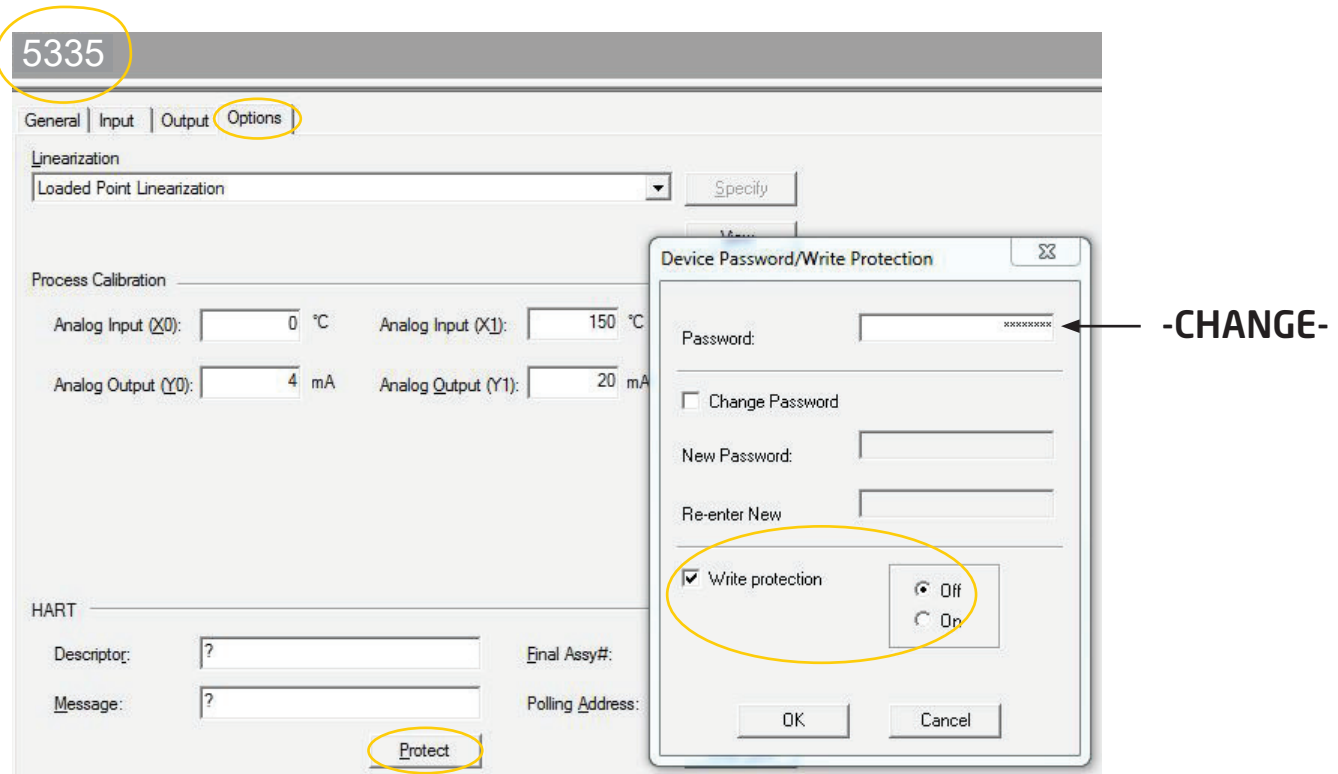 5335
General Input Output Options
Linearization
Loaded Point Linearization Specify
View
Process Calibration
Analog Input (X0): 0 °C Analog Input (X1): 150 °C
Analog Output (Y0): 4 mA Analog Output (Y1): 20 mA
HART
Descriptor: ? Final Assy#:
Message: ? Polling Address:
Protect
Device Password/Write Protection
Password: xxxxxxxx -CHANGE-
Change Password
New Password:
Re-enter New
Write protection Off
On
OK Cancel